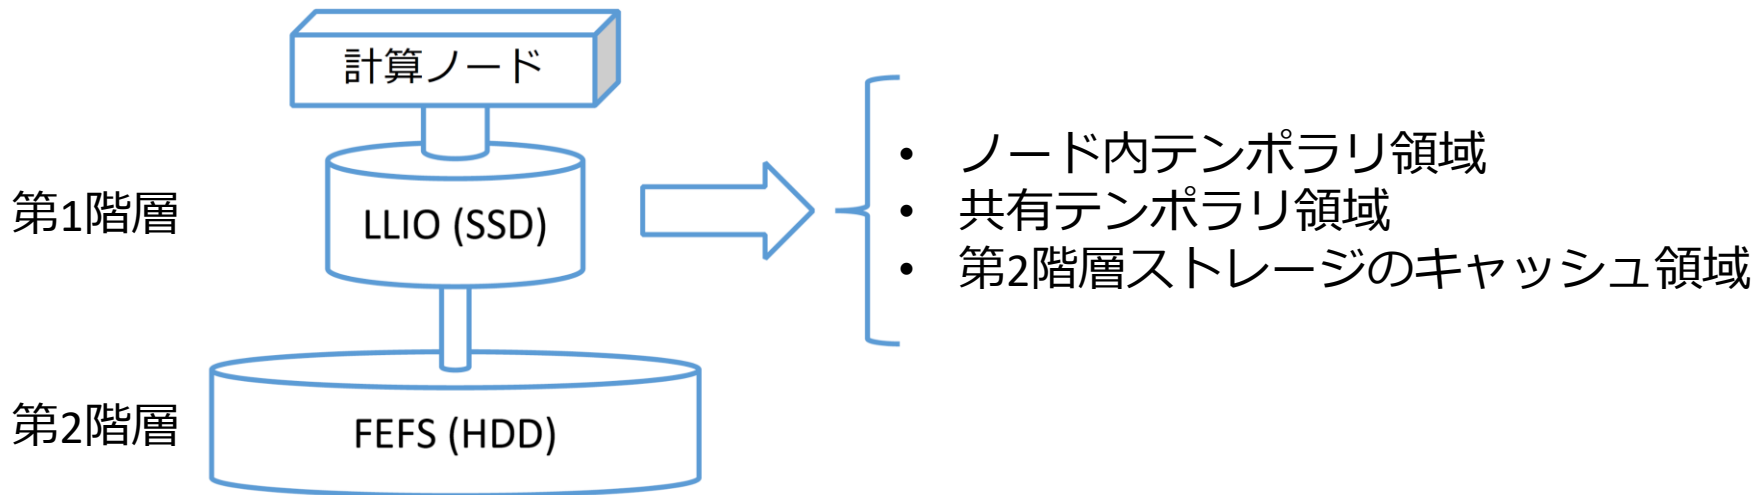 計算ノード
第1階層
LLIO (SSD)
• ノード内テンポラリ領域
• 共有テンポラリ領域
• 第2階層ストレージのキャッシュ領域
第2階層
FEFS (HDD)